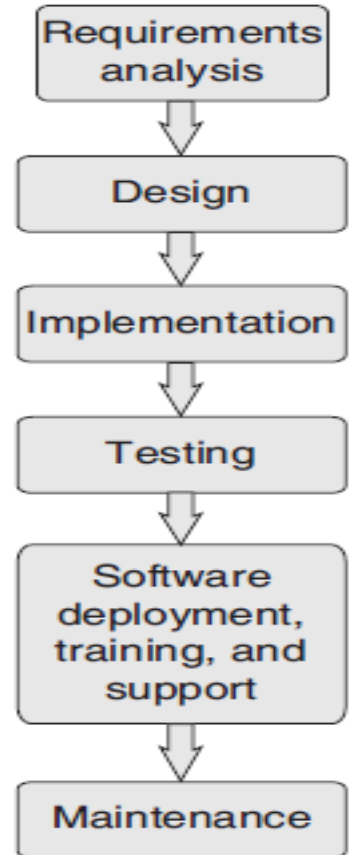 Requirements
analysis
Design
Implementation
Testing
Software
deployment,
training, and
support
Maintenance